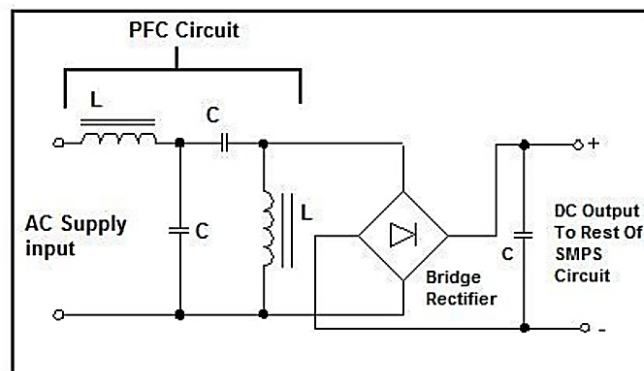 PFC Circuit
L
C
+
AC Supply
input
C
L
Bridge
Rectifier
C
DC Output
To Rest Of
SMPS
Circuit
-